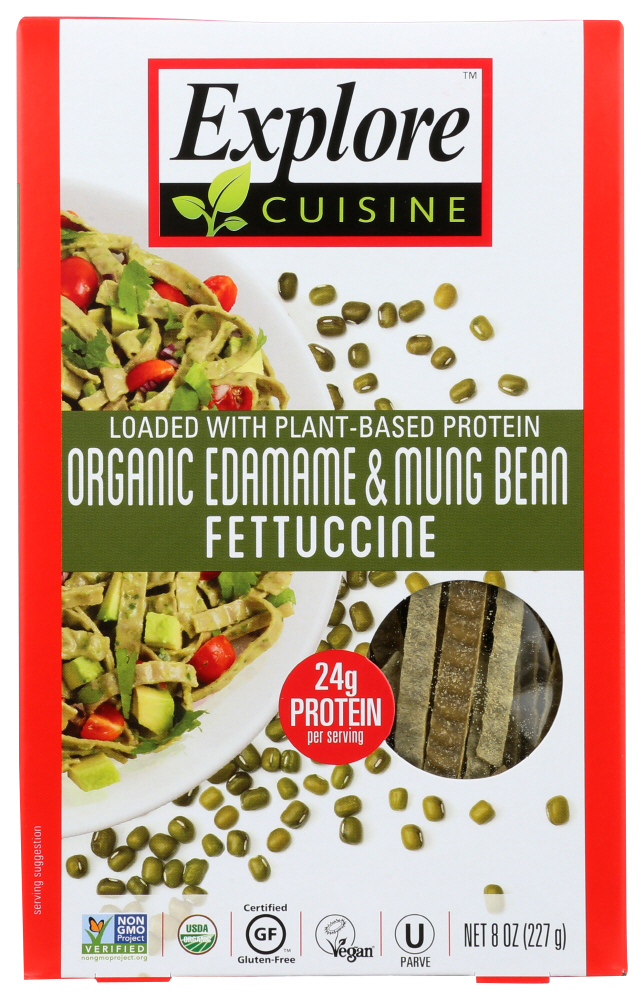 Explore
TM
CUISINE
LOADED WITH PLANT-BASED PROTEIN
ORGANIC EDAMAME & MUNG BEAN
FETTUCCINE
24g
PROTEIN
per serving
serving suggestion
NON
GMO
Project
VERIFIED
nongmoproject.org
USDA
ORGANIC
Certified
GF
TM
Gluten-Free
Vegan
U
PARVE
NET 8 OZ (227 g)